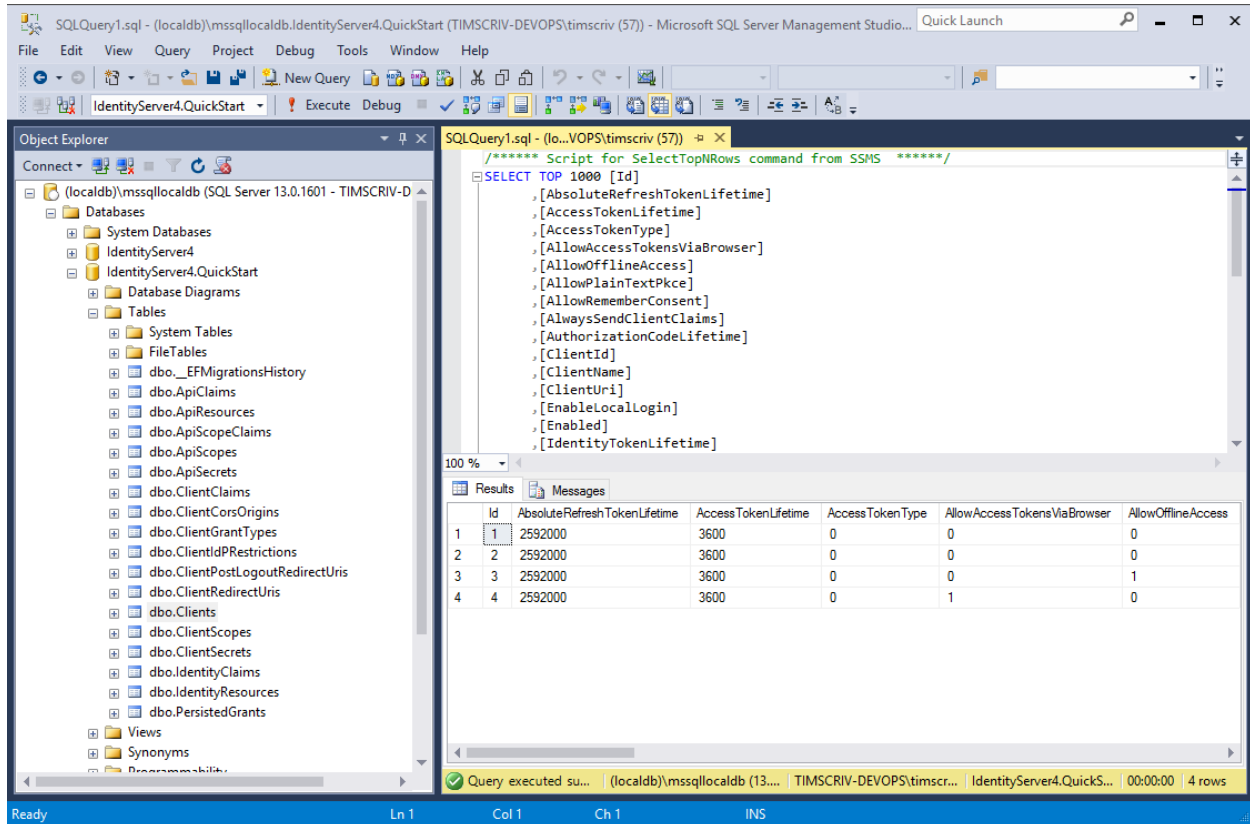 SQLQuery1.sql - (localdb)\mssqllocaldb.IdentityServer4.QuickStart (TIMSCRIV-DEVOPS\timscriv (57)) - Microsoft SQL Server Management Studio...
Quick Launch
File Edit View Query Project Debug Tools Window Help
New Query
IdentityServer4.QuickStart Execute Debug
Object Explorer
Connect
(localdb)\mssqllocaldb (SQL Server 13.0.1601 - TIMSCRIV-D
Databases
System Databases
IdentityServer4
IdentityServer4.QuickStart
Database Diagrams
Tables
System Tables
FileTables
dbo.__EFMigrationsHistory
dbo.ApiClaims
dbo.ApiResources
dbo.ApiScopeClaims
dbo.ApiScopes
dbo.ApiSecrets
dbo.ClientClaims
dbo.ClientCorsOrigins
dbo.ClientGrantTypes
dbo.ClientIdPRestrictions
dbo.ClientPostLogoutRedirectUris
dbo.ClientRedirectUris
dbo.Clients
dbo.ClientScopes
dbo.ClientSecrets
dbo.IdentityClaims
dbo.IdentityResources
dbo.PersistedGrants
Views
Synonyms
Programmability
SQLQuery1.sql - (lo...VOPS\timscriv (57))
/****** Script for SelectTopNRows command from SSMS ******/
SELECT TOP 1000 [Id]
,[AbsoluteRefreshTokenLifetime]
,[AccessTokenLifetime]
,[AccessTokenType]
,[AllowAccessTokensViaBrowser]
,[AllowOfflineAccess]
,[AllowPlainTextPkce]
,[AllowRememberConsent]
,[AlwaysSendClientClaims]
,[AuthorizationCodeLifetime]
,[ClientId]
,[ClientName]
,[ClientUri]
,[EnableLocalLogin]
,[Enabled]
,[IdentityTokenLifetime]
100 %
Results Messages
Id AbsoluteRefreshTokenLifetime AccessTokenLifetime AccessTokenType AllowAccessTokensViaBrowser AllowOfflineAccess
1 1 2592000 3600 0 0 0
2 2 2592000 3600 0 0 0
3 3 2592000 3600 0 0 1
4 4 2592000 3600 0 1 0
Query executed su... (localdb)\mssqllocaldb (13.... TIMSCRIV-DEVOPS\timscr... IdentityServer4.QuickS... 00:00:00 4 rows
Ready Ln 1 Col 1 Ch 1 INS